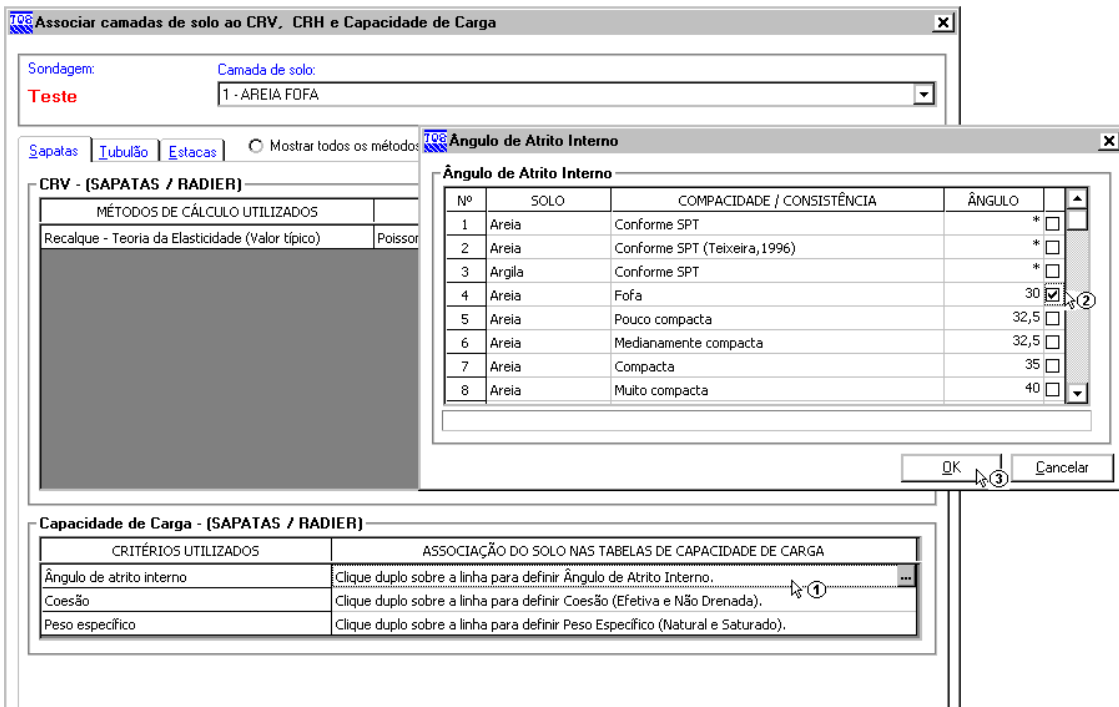 TQS Associar camadas de solo ao CRV, CRH e Capacidade de Carga
Sondagem: Camada de solo:
Teste 1 - AREIA FOFA
Sapatas Tubulão Estacas Mostrar todos os métodos
CRV - (SAPATAS / RADIER)
MÉTODOS DE CÁLCULO UTILIZADOS
Recalque - Teoria da Elasticidade (Valor típico) Poisson
TQS Ângulo de Atrito Interno
Ângulo de Atrito Interno
Nº SOLO COMPACIDADE / CONSISTÊNCIA ÂNGULO
1 Areia Conforme SPT *
2 Areia Conforme SPT (Teixeira,1996) *
3 Argila Conforme SPT *
4 Areia Fofa 30 2
5 Areia Pouco compacta 32,5
6 Areia Medianamente compacta 32,5
7 Areia Compacta 35
8 Areia Muito compacta 40
OK 3 Cancelar
Capacidade de Carga - (SAPATAS / RADIER)
CRITÉRIOS UTILIZADOS ASSOCIAÇÃO DO SOLO NAS TABELAS DE CAPACIDADE DE CARGA
Ângulo de atrito interno Clique duplo sobre a linha para definir Ângulo de Atrito Interno. ... 1
Coesão Clique duplo sobre a linha para definir Coesão (Efetiva e Não Drenada).
Peso específico Clique duplo sobre a linha para definir Peso Específico (Natural e Saturado).